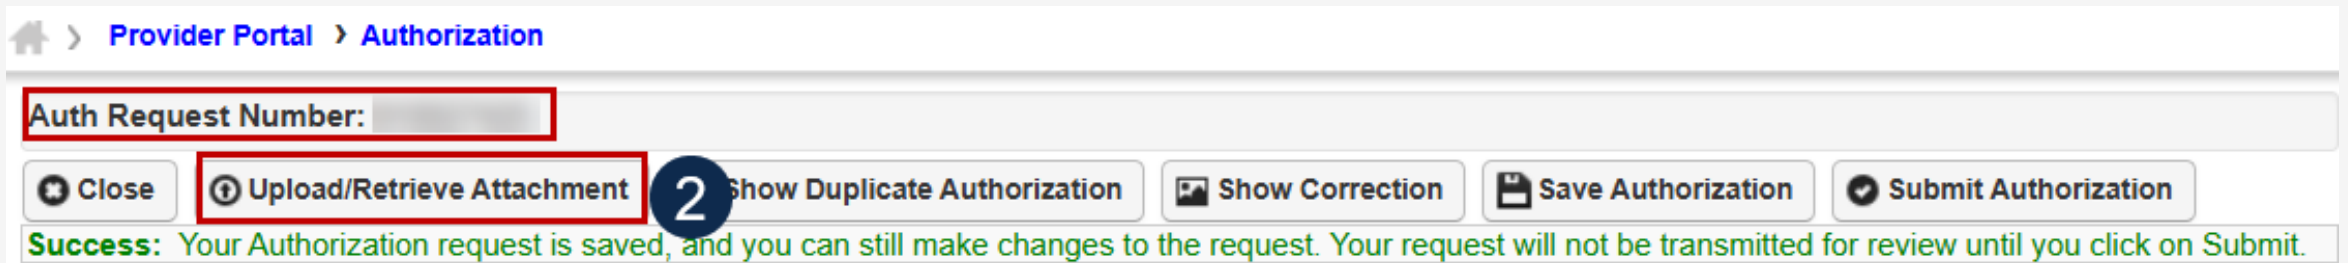 Provider Portal > Authorization
Auth Request Number:
Close Upload/Retrieve Attachment 2 Show Duplicate Authorization Show Correction Save Authorization Submit Authorization
Success: Your Authorization request is saved, and you can still make changes to the request. Your request will not be transmitted for review until you click on Submit.